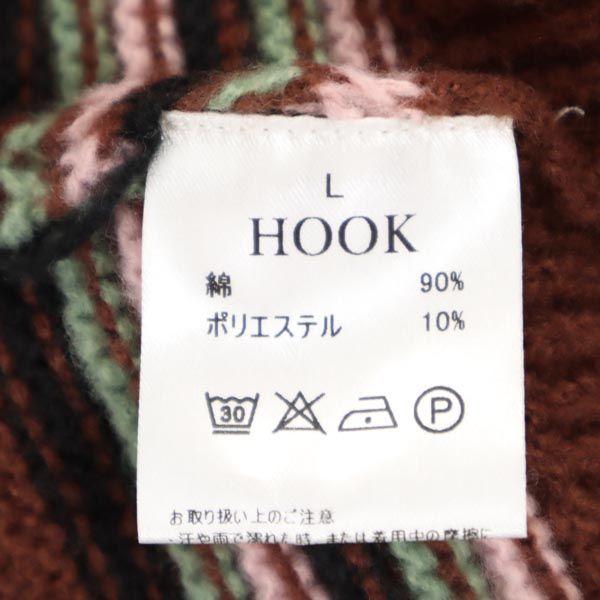 L
HOOK
綿 90%
ポリエステル 10%
30 P
お取り扱い上のご注意
・汗や雨で濡れた時、または着用中の摩擦に